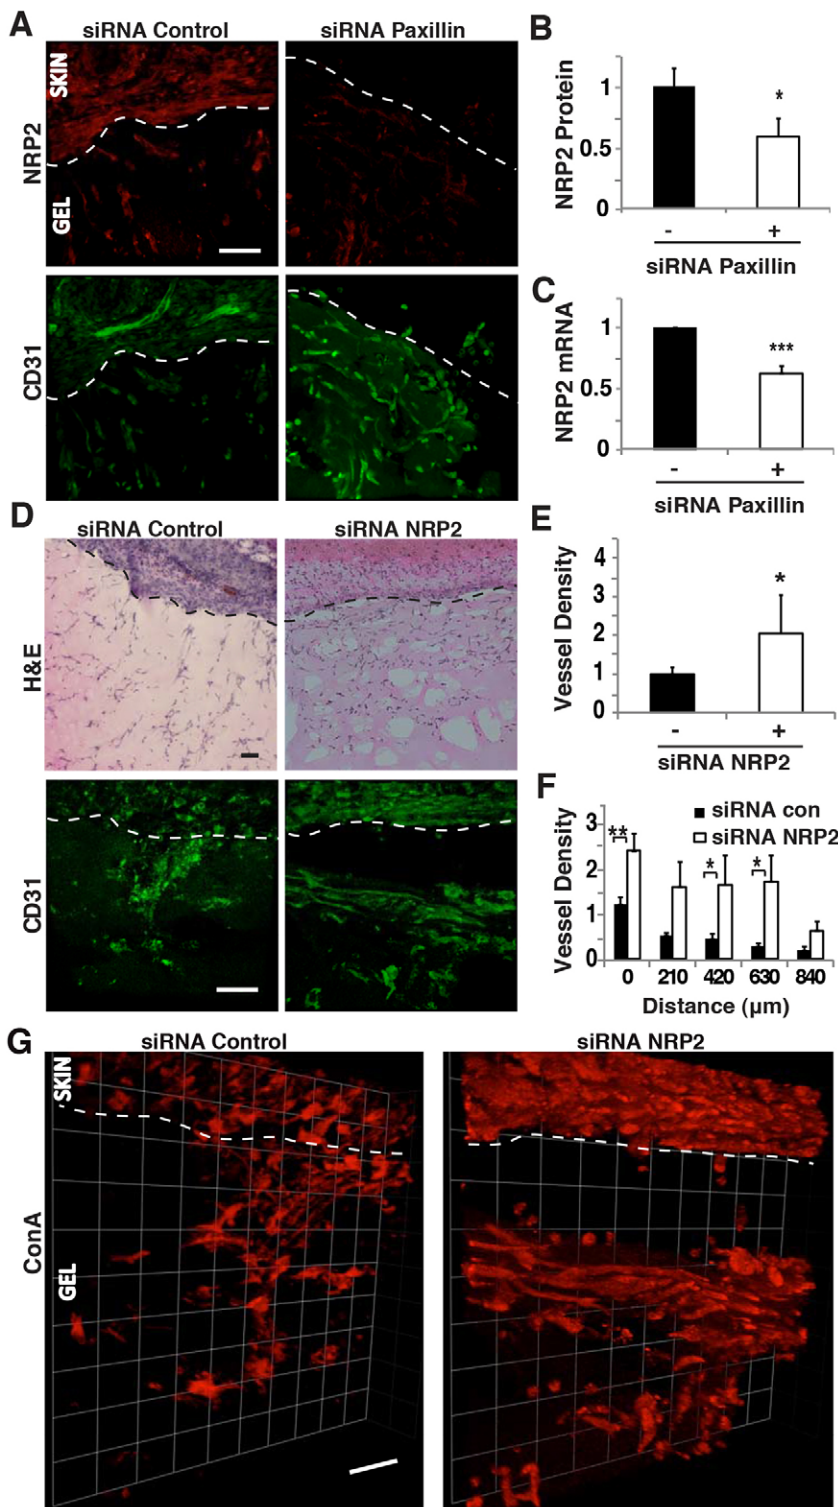 A
siRNA Control
siRNA Paxillin
NRP2
SKIN
GEL
CD31
B
NRP2 Protein
1
0.5
0
*
-
+
siRNA Paxillin
C
NRP2 mRNA
1
0.5
0
***
-
+
siRNA Paxillin
D
siRNA Control
siRNA NRP2
H&E
CD31
E
Vessel Density
4
3
2
1
0
*
-
+
siRNA NRP2
F
Vessel Density
3
2
1
0
siRNA con
siRNA NRP2
**
*
*
0 210 420 630 840
Distance (µm)
G
siRNA Control
siRNA NRP2
ConA
SKIN
GEL